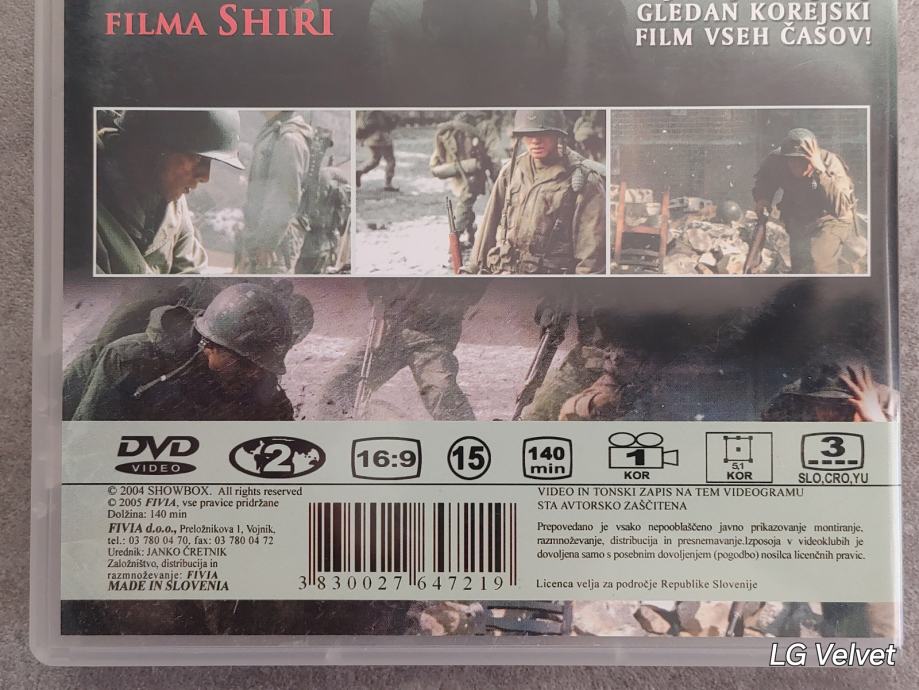 FILMA SHIRI
GLEDAN KOREJSKI
FILM VSEH ČASOV!
DVD
VIDEO
2
16:9
15
140
min
1
KOR
5,1
KOR
3
SLO,CRO,YU
© 2004 SHOWBOX. All rights reserved
© 2005 FIVIA, vse pravice pridržane
Dolžina: 140 min
FIVIA d.o.o., Preložnikova 1, Vojnik,
tel.: 03 780 04 70, fax: 03 780 04 72
Urednik: JANKO ČRETNIK
Založništvo, distribucija in
razmnoževanje: FIVIA
MADE IN SLOVENIA
3 830027 647219
VIDEO IN TONSKI ZAPIS NA TEM VIDEOGRAMU
STA AVTORSKO ZAŠČITENA
Prepovedano je vsako nepooblaščeno javno prikazovanje montiranje,
razmnoževanje, distribucija in presnemavanje.Izposoja v videoklubih je
dovoljena samo s posebnim dovoljenjem (pogodbo) nosilca licenčnih pravic.
Licenca velja za področje Republike Slovenije
LG Velvet